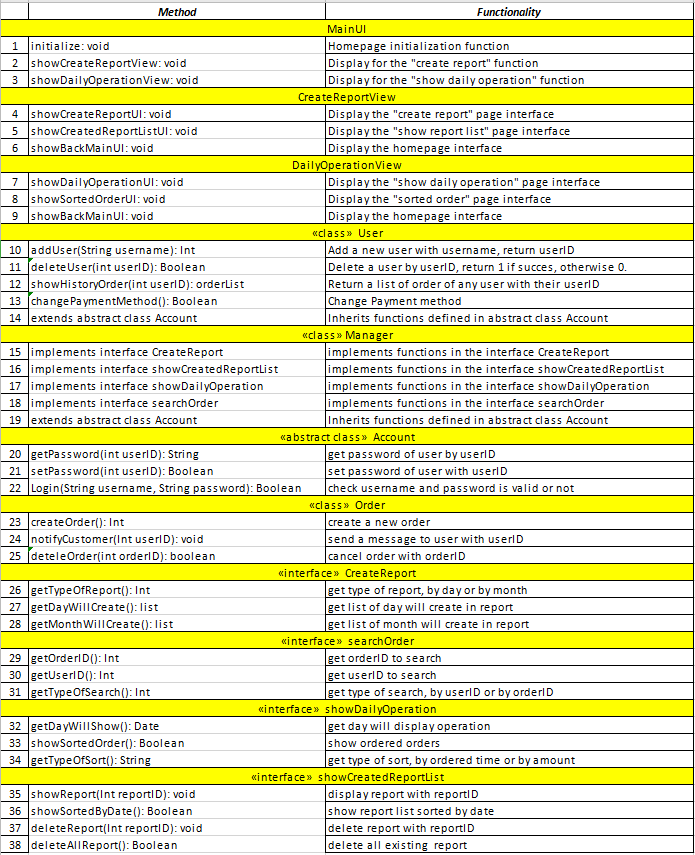 Method Functionality
MainUI
1 initialize: void Homepage initialization function
2 showCreateReportView: void Display for the "create report" function
3 showDailyOperationView: void Display for the "show daily operation" function
CreateReportView
4 showCreateReportUI: void Display the "create report" page interface
5 showCreatedReportListUI: void Display the "show report list" page interface
6 showBackMainUI: void Display the homepage interface
DailyOperationView
7 showDailyOperationUI: void Display the "show daily operation" page interface
8 showSortedOrderUI: void Display the "sorted order" page interface
9 showBackMainUI: void Display the homepage interface
«class» User
10 addUser(String username): Int Add a new user with username, return userID
11 deleteUser(int userID): Boolean Delete a user by userID, return 1 if succes, otherwise 0.
12 showHistoryOrder(int userID): orderList Return a list of order of any user with their userID
13 changePaymentMethod(): Boolean Change Payment method
14 extends abstract class Account Inherits functions defined in abstract class Account
«class» Manager
15 implements interface CreateReport implements functions in the interface CreateReport
16 implements interface showCreatedReportList implements functions in the interface showCreatedReportList
17 implements interface showDailyOperation implements functions in the interface showDailyOperation
18 implements interface searchOrder implements functions in the interface searchOrder
19 extends abstract class Account Inherits functions defined in abstract class Account
«abstract class» Account
20 getPassword(int userID): String get password of user by userID
21 setPassword(int userID): Boolean set password of user with userID
22 Login(String username, String password): Boolean check username and password is valid or not
«class» Order
23 createOrder(): Int create a new order
24 notifyCustomer(Int userID): void send a message to user with userID
25 deteleOrder(int orderID): boolean cancel order with orderID
«interface» CreateReport
26 getTypeOfReport(): Int get type of report, by day or by month
27 getDayWillCreate(): list get list of day will create in report
28 getMonthWillCreate(): list get list of month will create in report
«interface» searchOrder
29 getOrderID(): Int get orderID to search
30 getUserID(): Int get userID to search
31 getTypeOfSearch(): Int get type of search, by userID or by orderID
«interface» showDailyOperation
32 getDayWillShow(): Date get day will display operation
33 showSortedOrder(): Boolean show ordered orders
34 getTypeOfSort(): String get type of sort, by ordered time or by amount
«interface» showCreatedReportList
35 showReport(Int reportID): void display report with reportID
36 showSortedByDate(): Boolean show report list sorted by date
37 deleteReport(Int reportID): void delete report with reportID
38 deleteAllReport(): Boolean delete all existing report